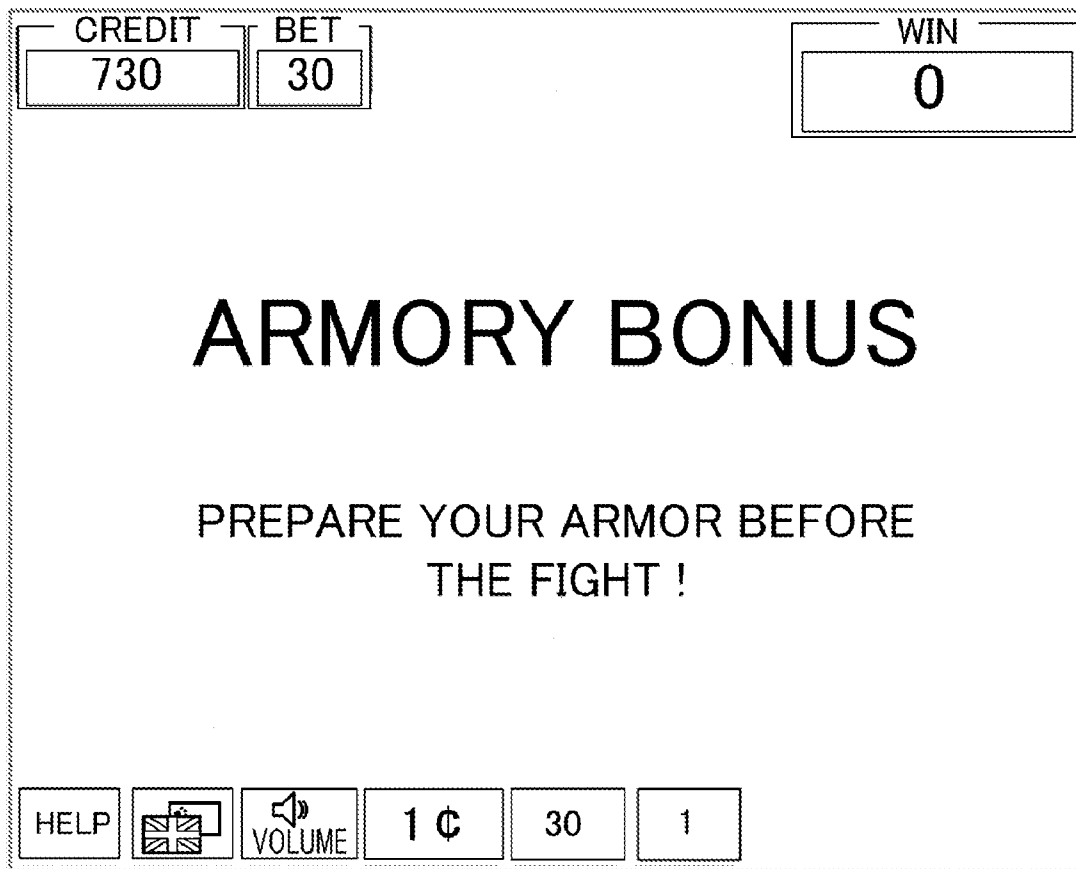 CREDIT BET WIN
730 30 0
ARMORY BONUS
PREPARE YOUR ARMOR BEFORE
THE FIGHT !
HELP VOLUME 1 ¢ 30 1